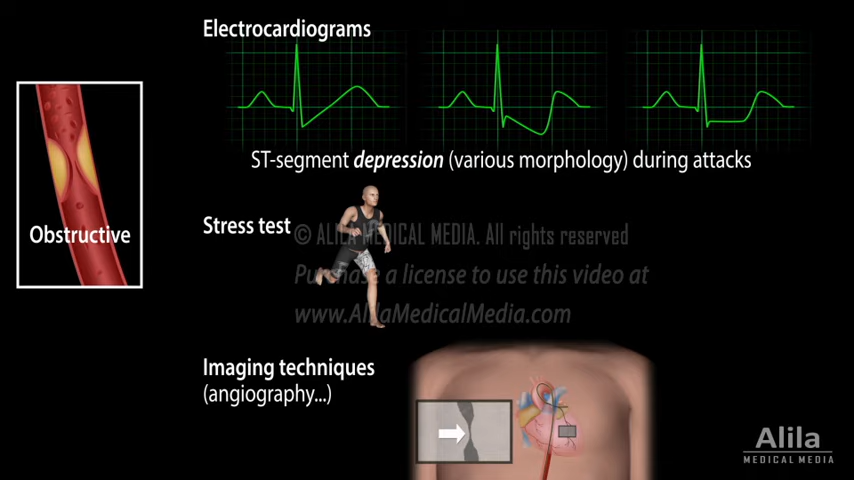 Electrocardiograms
ST-segment depression (various morphology) during attacks
Obstructive
Stress test
© ALILA MEDICAL MEDIA. All rights reserved
Purchase a license to use this video at
www.AlilaMedicalMedia.com
Imaging techniques
(angiography...)
Alila
MEDICAL MEDIA